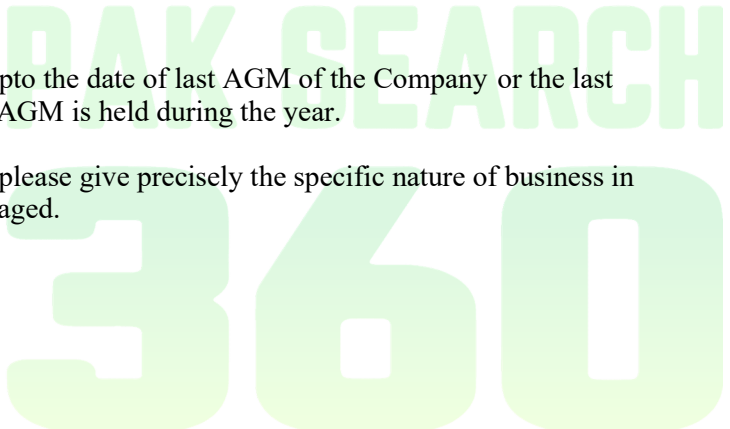 PAK SEARCH
pto the date of last AGM of the Company or the last
AGM is held during the year.
please give precisely the specific nature of business in
aged.
360